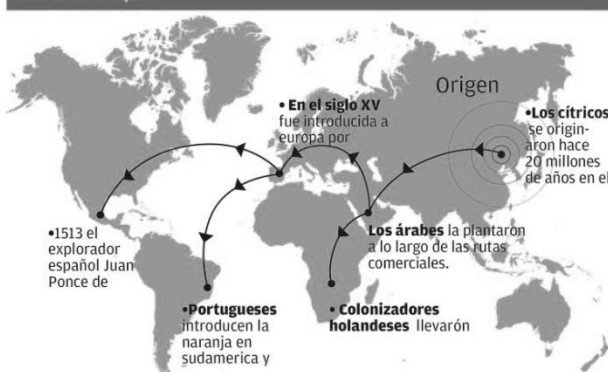 Origen
•En el siglo XV
fue introducida a
europa por
•Los cítricos
se origin-
aron hace
20 millones
de años en el
•1513 el
explorador
español Juan
Ponce de
Los árabes la plantaron
a lo largo de las rutas
comerciales.
•Portugueses
introducen la
naranja en
sudamerica y
•Colonizadores
holandeses llevarón